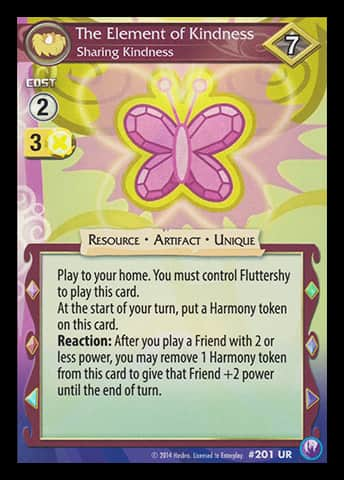 The Element of Kindness
Sharing Kindness
7
COST
2
3
RESOURCE • ARTIFACT • UNIQUE
Play to your home. You must control Fluttershy
to play this card.
At the start of your turn, put a Harmony token
on this card.
Reaction: After you play a Friend with 2 or
less power, you may remove 1 Harmony token
from this card to give that Friend +2 power
until the end of turn.
© 2014 Hasbro. Licensed to Enterplay. #201 UR